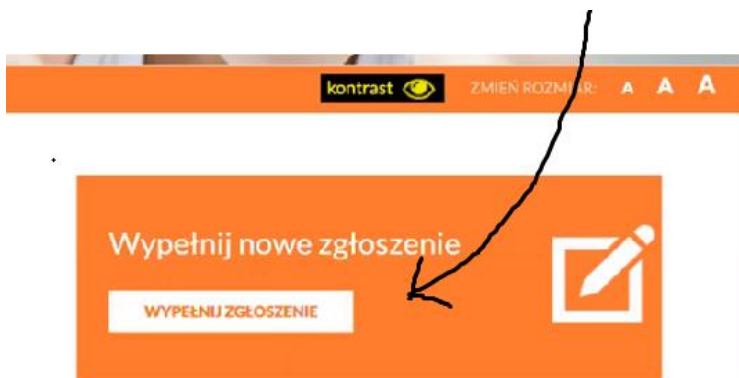 kontrast ZMIEŃ ROZMIAR: A A A
Wypełnij nowe zgłoszenie
WYPEŁNIJ ZGŁOSZENIE